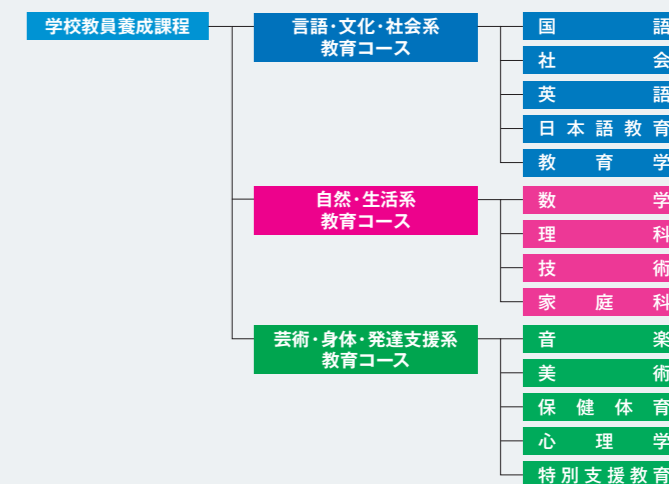 学校教員養成課程
言語・文化・社会系
教育コース
国語
社会
英語
日本語教育
教育学
自然・生活系
教育コース
数学
理科
技術
家庭科
芸術・身体・発達支援系
教育コース
音楽
美術
保健体育
心理学
特別支援教育